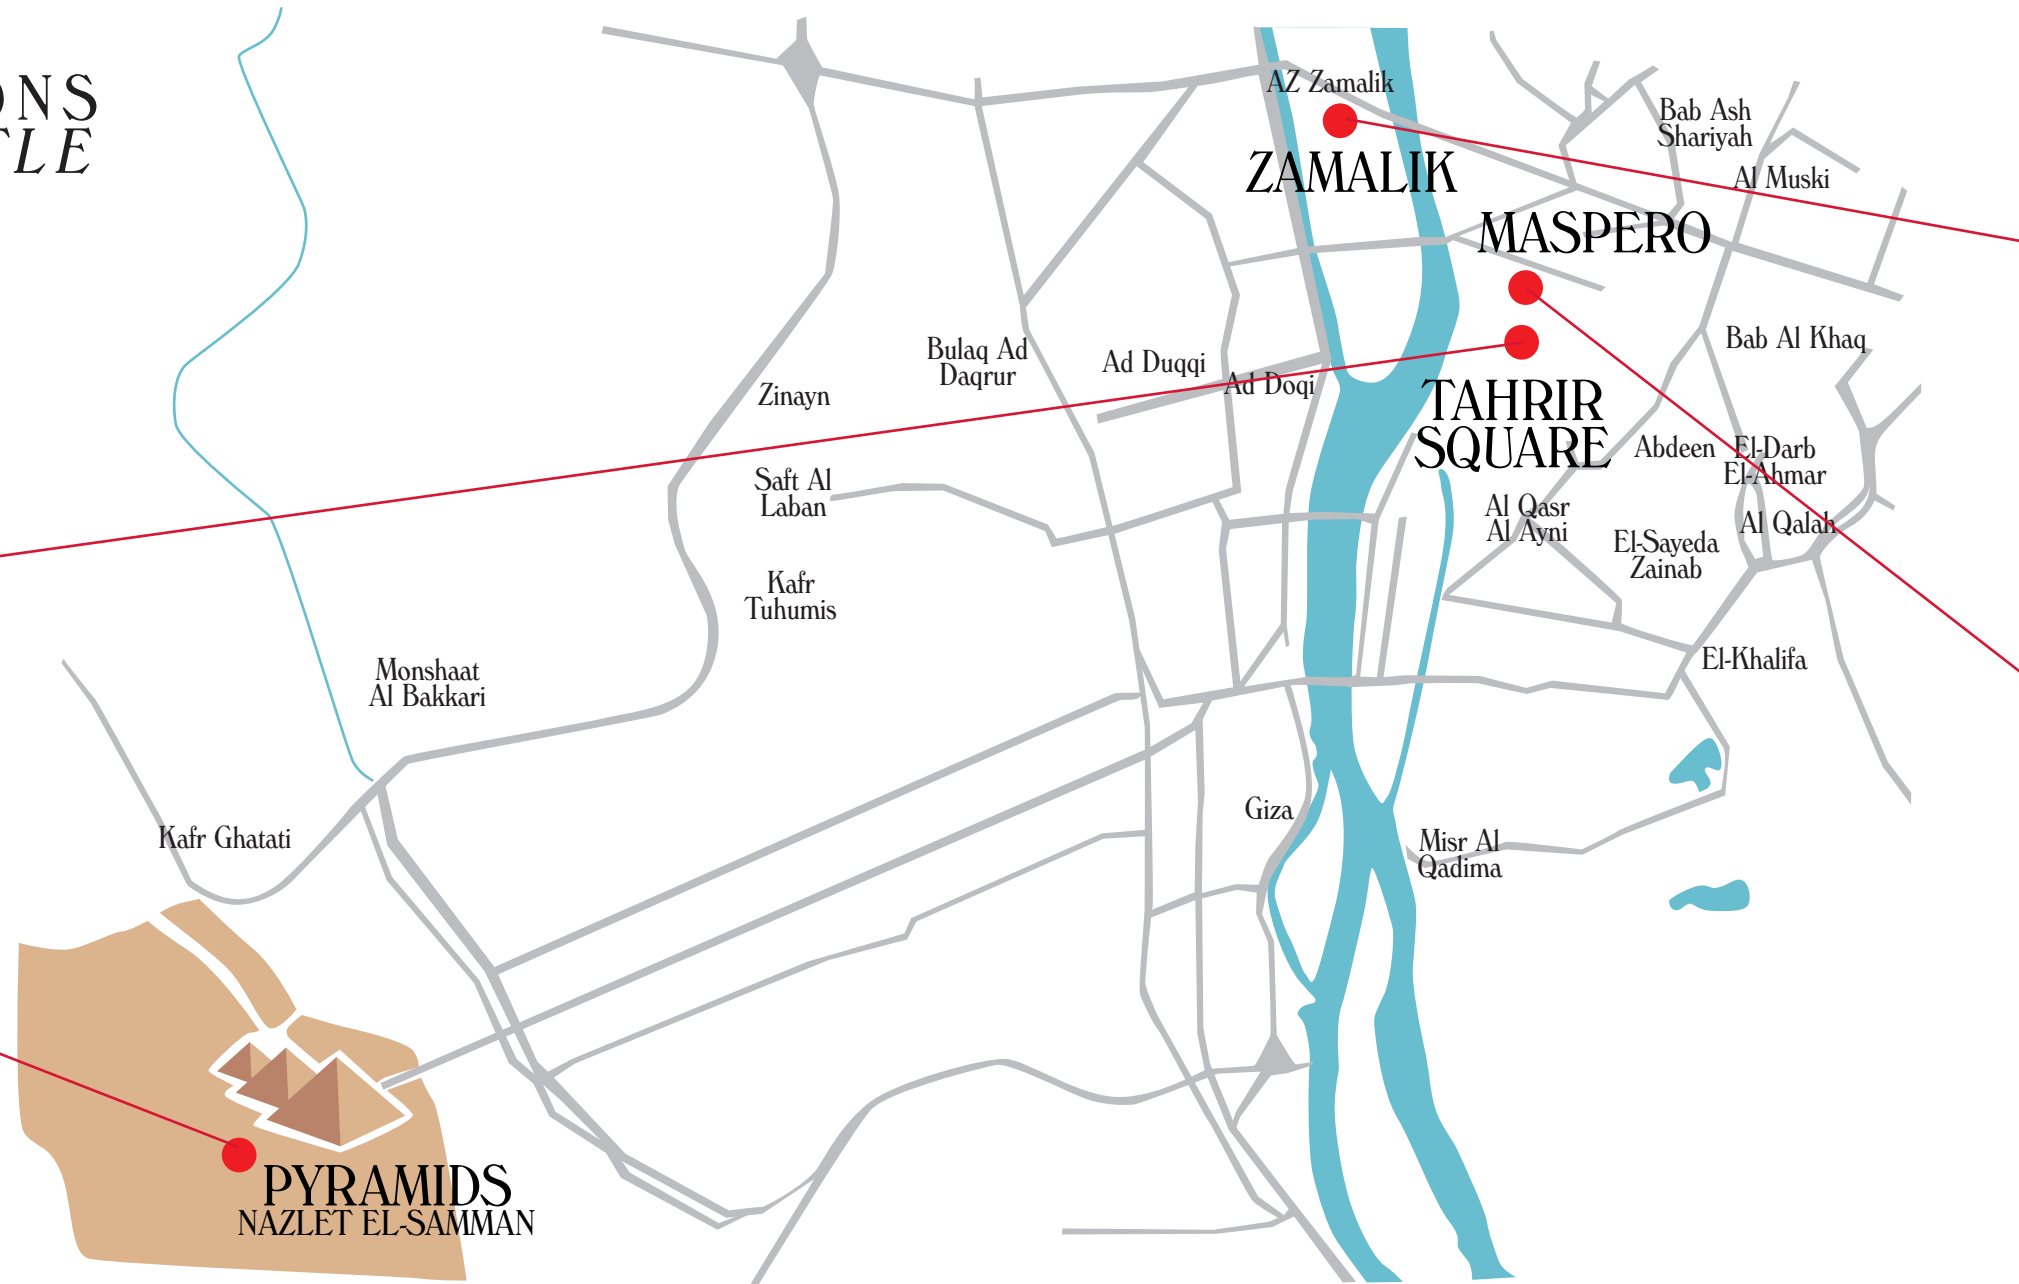 AZ Zamalik
ZAMALIK
Bab Ash
Shariyah
Al Muski
MASPERO
Bulaq Ad
Daqrur
Ad Duqqi
Ad Doqi
Bab Al Khaq
Zinayn
TAHRIR
SQUARE
Abdeen
El-Darb
El-Ahmar
Saft Al
Laban
Al Qasr
Al Ayni
Al Qalah
El-Sayeda
Zainab
Kafr
Tuhumis
El-Khalifa
Monshaat
Al Bakkari
Giza
Kafr Ghatati
Misr Al
Qadima
PYRAMIDS
NAZLET EL-SAMMAN